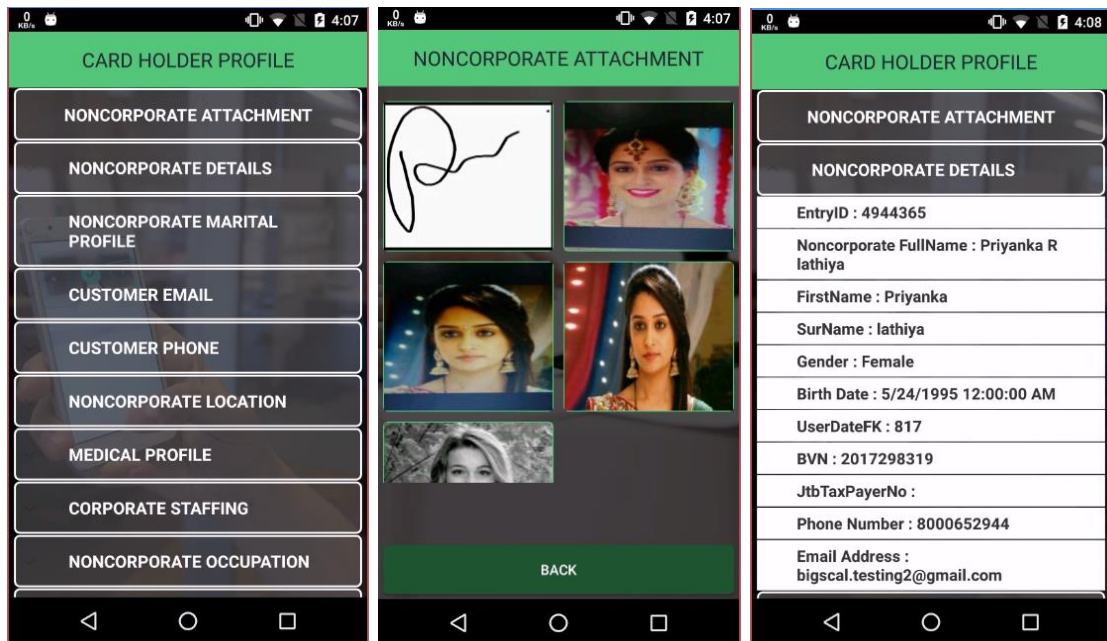 0
KB/s
4:07
CARD HOLDER PROFILE
NONCORPORATE ATTACHMENT
NONCORPORATE DETAILS
NONCORPORATE MARITAL
PROFILE
CUSTOMER EMAIL
CUSTOMER PHONE
NONCORPORATE LOCATION
MEDICAL PROFILE
CORPORATE STAFFING
NONCORPORATE OCCUPATION
0
KB/s
4:07
NONCORPORATE ATTACHMENT
BACK
0
KB/s
4:08
CARD HOLDER PROFILE
NONCORPORATE ATTACHMENT
NONCORPORATE DETAILS
EntryID : 4944365
Noncorporate FullName : Priyanka R
lathiya
FirstName : Priyanka
SurName : lathiya
Gender : Female
Birth Date : 5/24/1995 12:00:00 AM
UserDateFK : 817
BVN : 2017298319
JtbTaxPayerNo :
Phone Number : 8000652944
Email Address :
bigscal.testing2@gmail.com